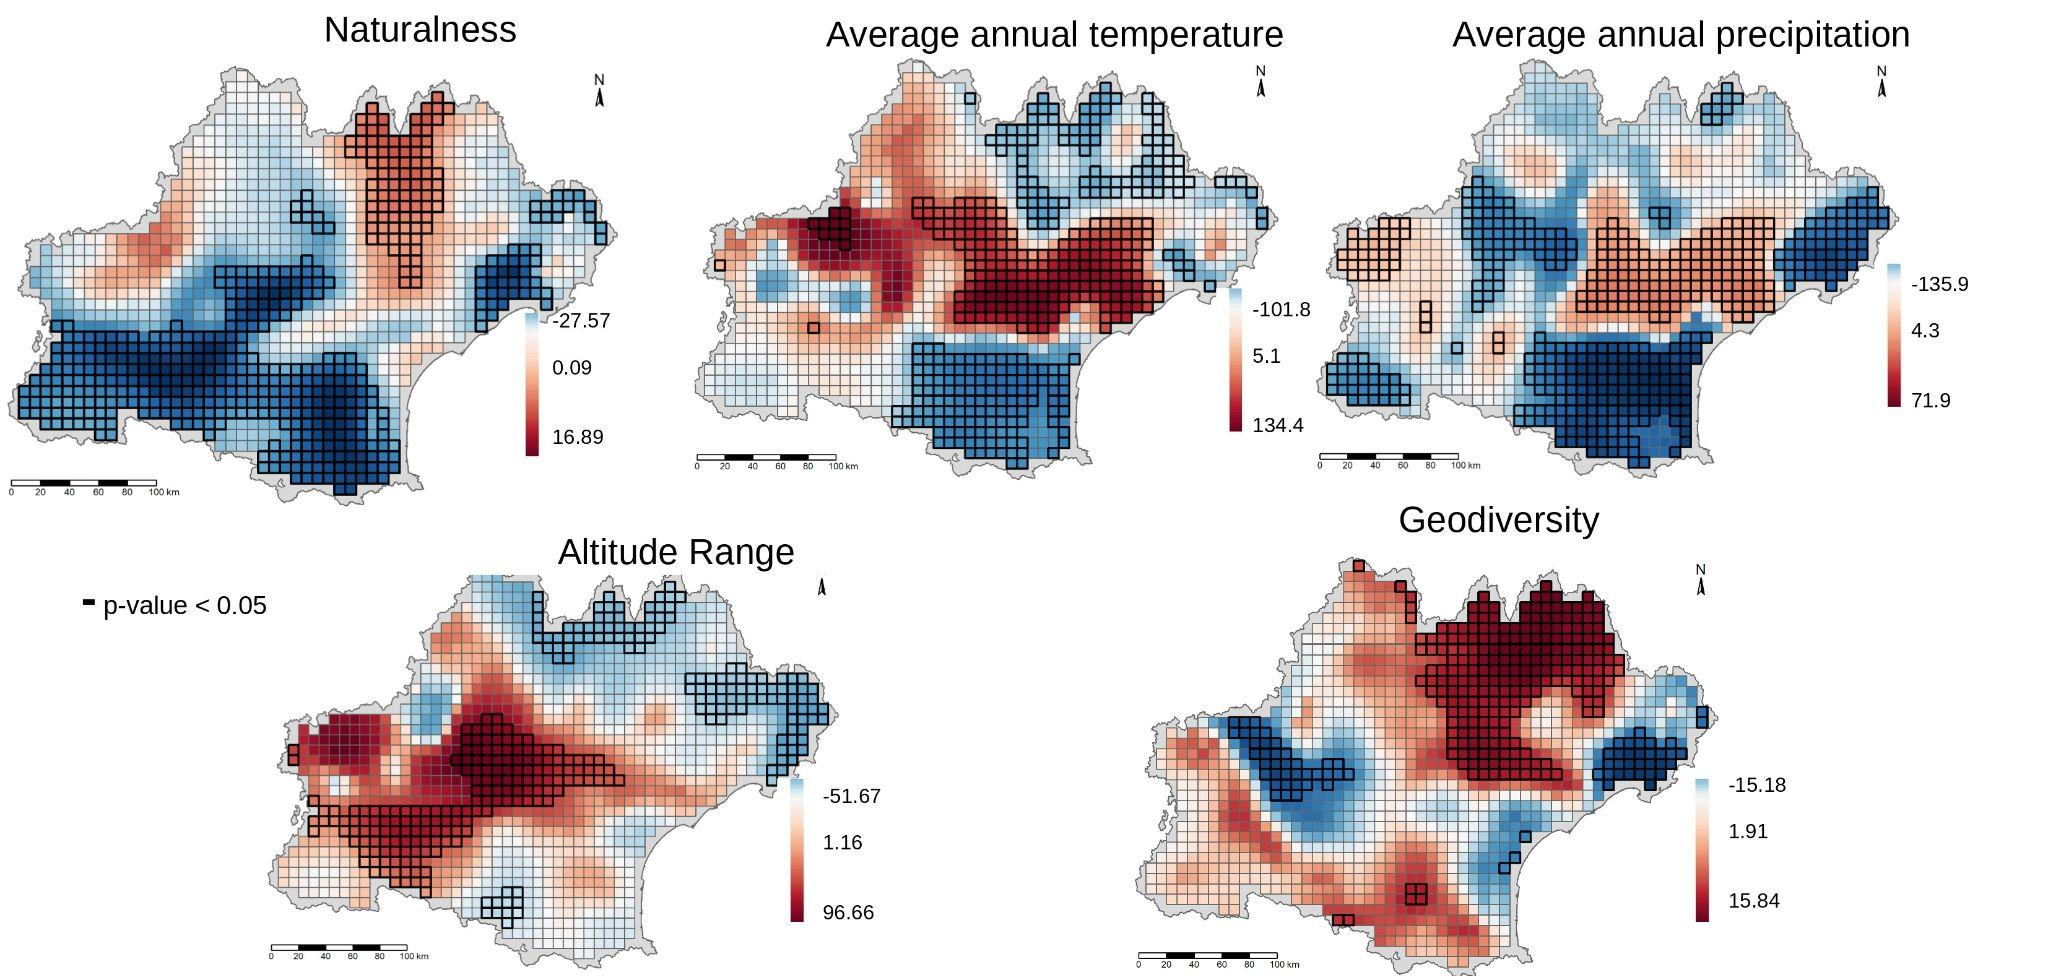 Naturalness
N
-27.57
0.09
16.89
0 20 40 60 80 100 km
Average annual temperature
N
-101.8
5.1
134.4
0 20 40 60 80 100 km
Average annual precipitation
N
-135.9
4.3
71.9
0 20 40 60 80 100 km
p-value < 0.05
Altitude Range
-51.67
1.16
96.66
0 20 40 60 80 100 km
Geodiversity
N
-15.18
1.91
15.84
0 20 40 60 80 100 km